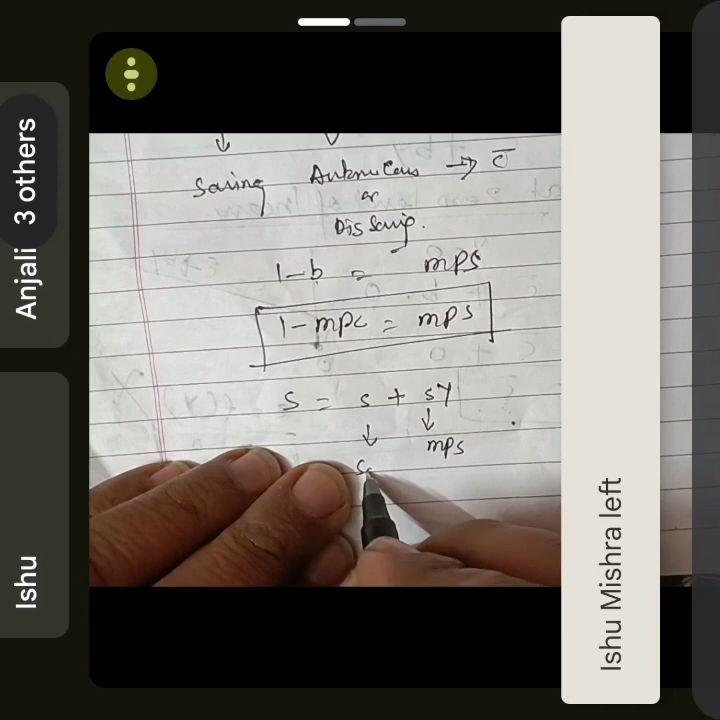 Saving Autonomous → c̄
or
Dissaving.
1-b = mps
1-mpc = mps
S = s + sy
↓ ↓
mps
s
Anjali 3 others
Ishu
Ishu Mishra left